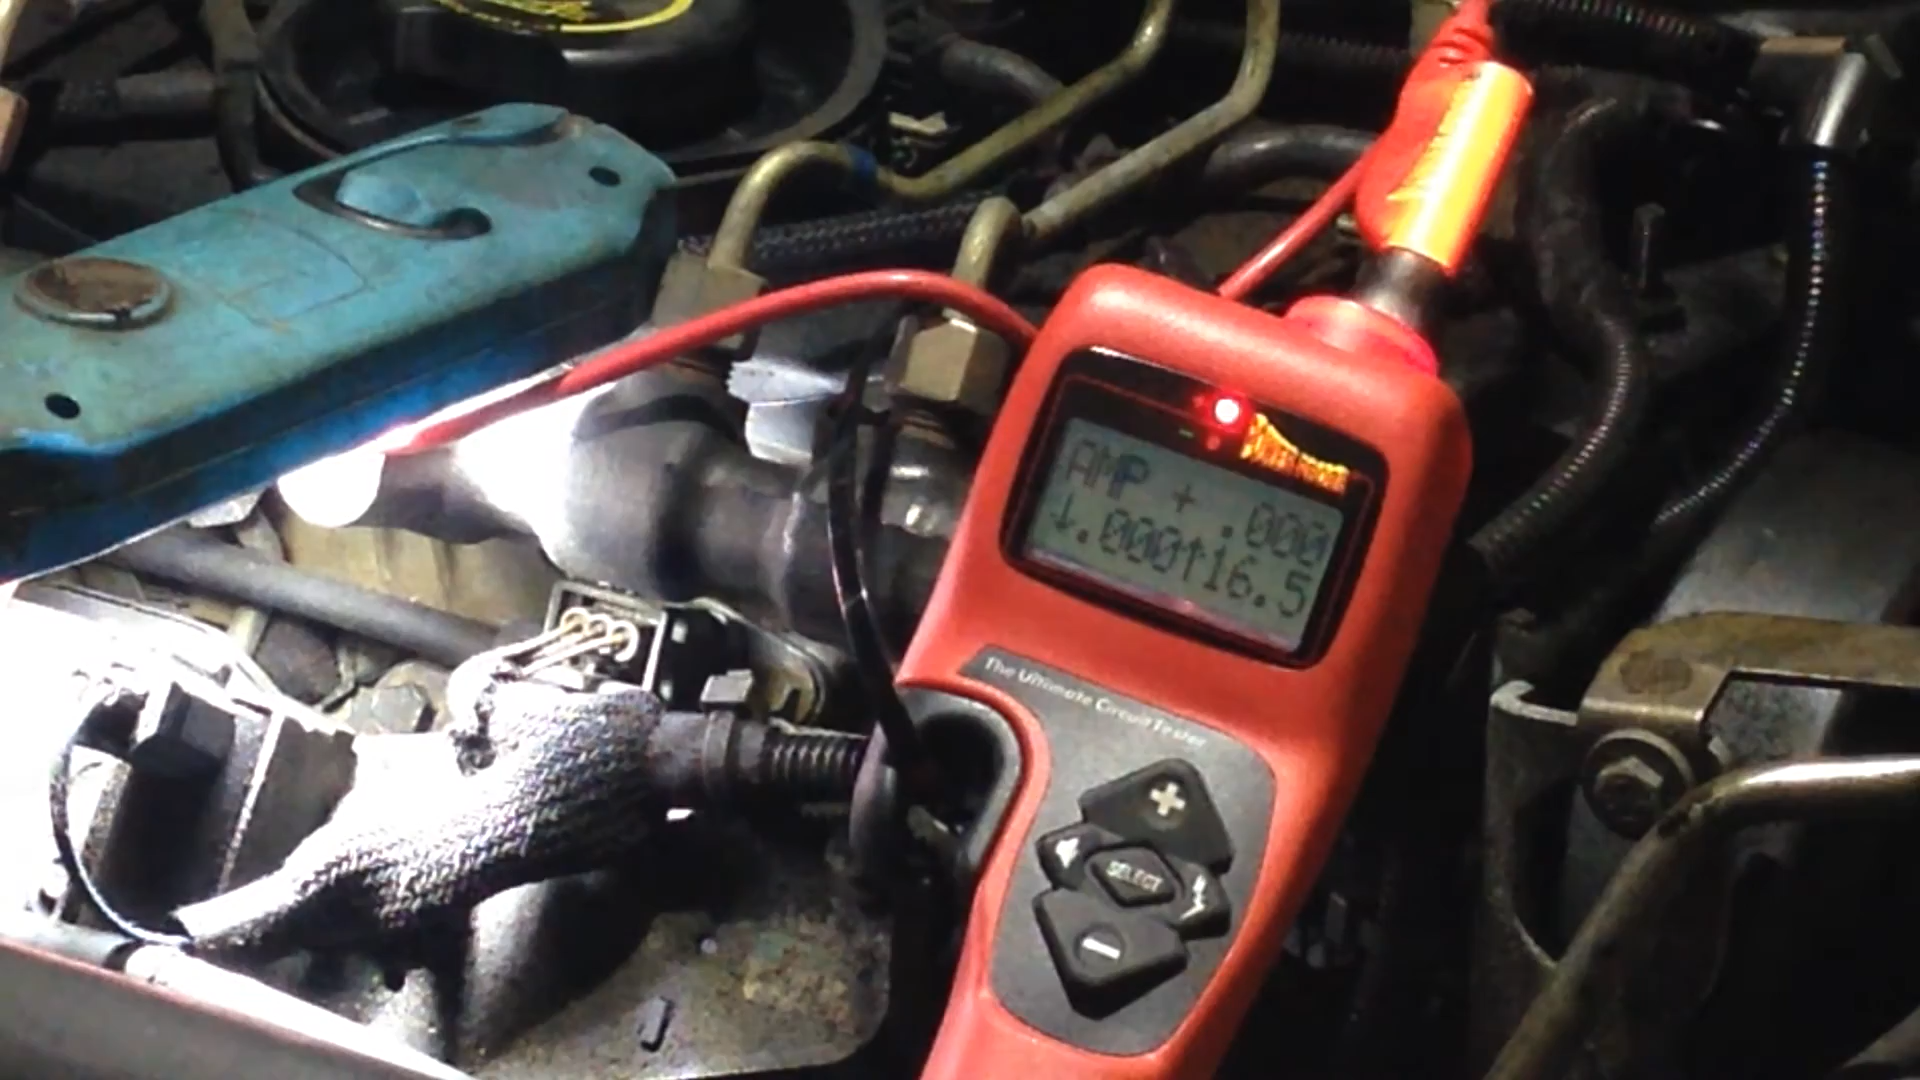 AMP + .000
↓.000↑16.5
The Ultimate Circuit Tester
+
SELECT
−